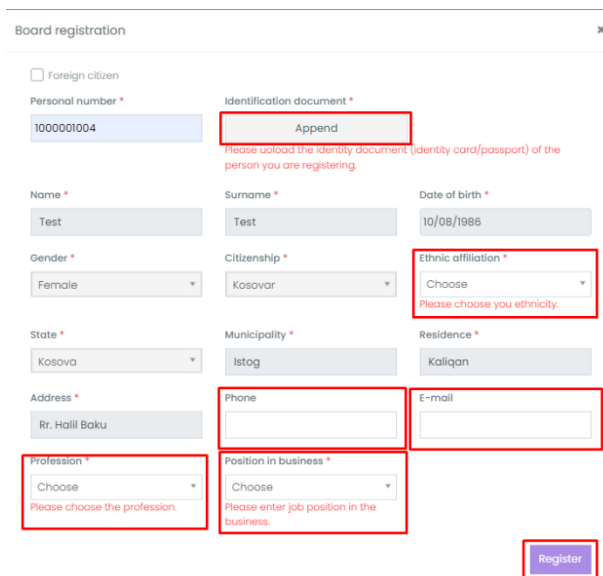 Board registration
×
Foreign citizen
Personal number *
Identification document *
1000001004
Append
Please uoload the identity document (identity card/passport) of the
person you are registering.
Name *
Surname *
Date of birth *
Test
Test
10/08/1986
Gender *
Citizenship *
Ethnic affiliation *
Female
Kosovar
Choose
Please choose you ethnicity.
State *
Municipality *
Residence *
Kosova
Istog
Kaliqan
Address *
Phone
E-mail
Rr. Halil Baku
Profession *
Position in business *
Choose
Choose
Please choose the profession.
Please enter job position in the
business.
Register